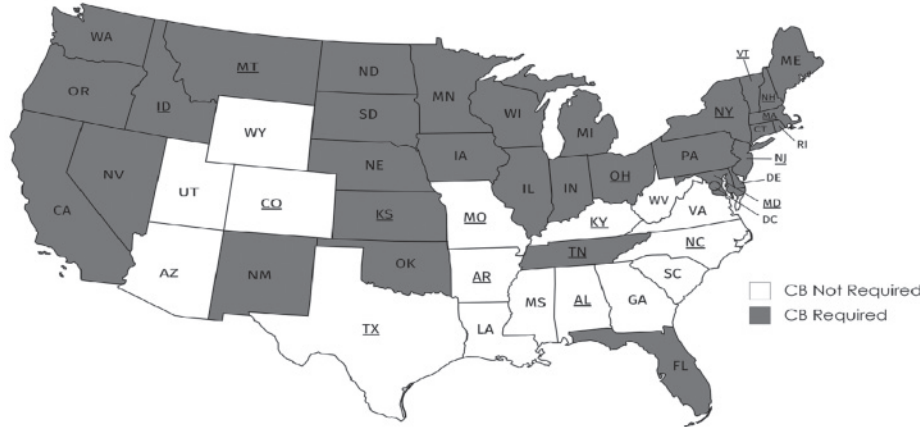 WA
MT
ND
MN
VT
ME
OR
ID
SD
WI
MI
NY
NH
MA
CT
RI
WY
NE
IA
PA
NJ
NV
UT
CO
IL
IN
OH
DE
MD
DC
CA
KS
MO
KY
WV
VA
AZ
NM
OK
AR
TN
NC
SC
TX
LA
MS
AL
GA
FL
CB Not Required
CB Required